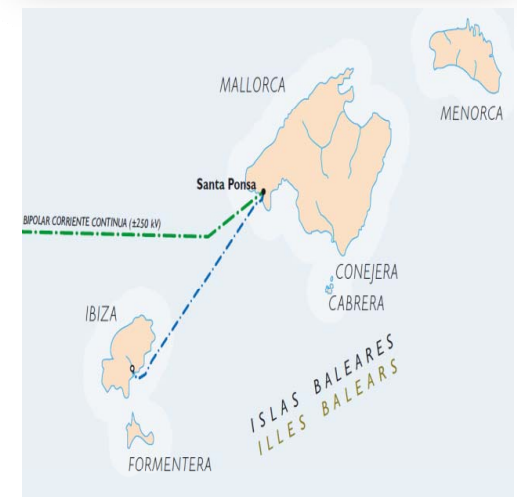 MALLORCA
MENORCA
Santa Ponsa
BIPOLAR CORRIENTE CONTINUA (±250 kV)
CONEJERA
CABRERA
IBIZA
ISLAS BALEARES
ILLES BALEARS
FORMENTERA